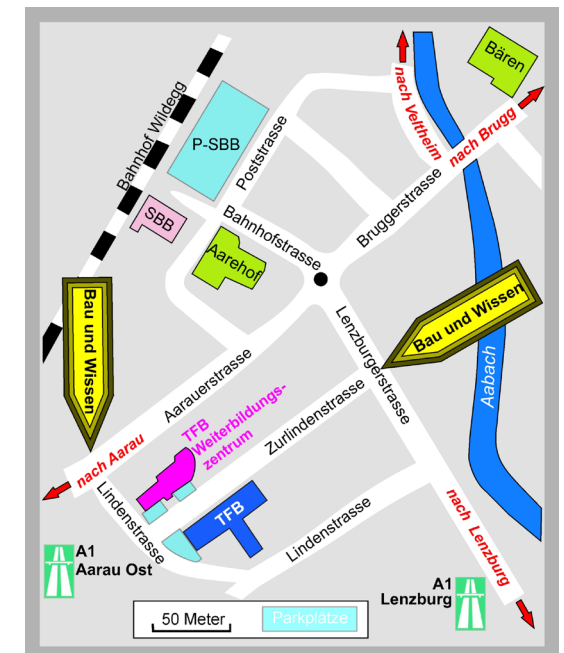 Bären
nach Veltheim
nach Brugg
Bahnhof Wildegg
P-SBB
Poststrasse
SBB
Bahnhofstrasse
Bruggerstrasse
Aarehof
Bau und Wissen
Bau und Wissen
Lenzburgerstrasse
Aabach
Aarauerstrasse
TFB
Weiterbildungs-
zentrum
Zurlindenstrasse
nach Aarau
Lindenstrasse
TFB
Lindenstrasse
nach Lenzburg
A1
Aarau Ost
A1
Lenzburg
50 Meter
Parkplätze